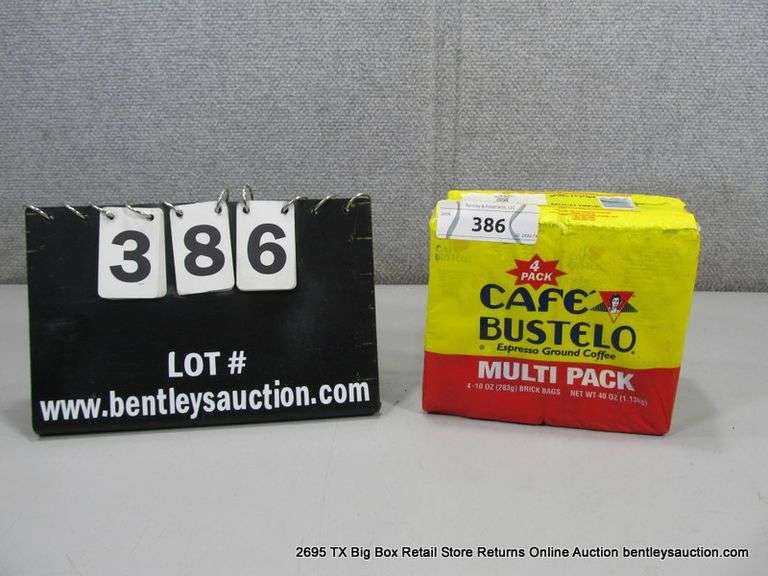 386
LOT #
www.bentleysauction.com
386
4
PACK
CAFÉ
BUSTELO
Espresso Ground Coffee
MULTI PACK
4-10 OZ (283g) BRICK BAGS NET WT 40 OZ (1.13kg)
2695 TX Big Box Retail Store Returns Online Auction bentleysauction.com